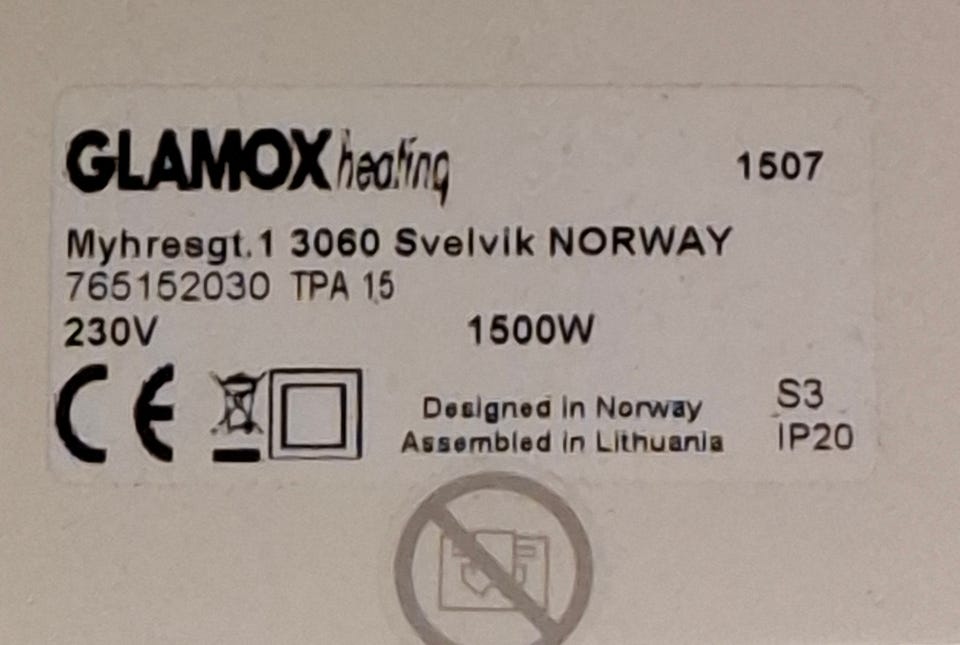 GLAMOX heating 1507
Myhresgt.1 3060 Svelvik NORWAY
765152030 TPA 15
230V 1500W
CE
Designed in Norway S3
Assembled in Lithuania IP20